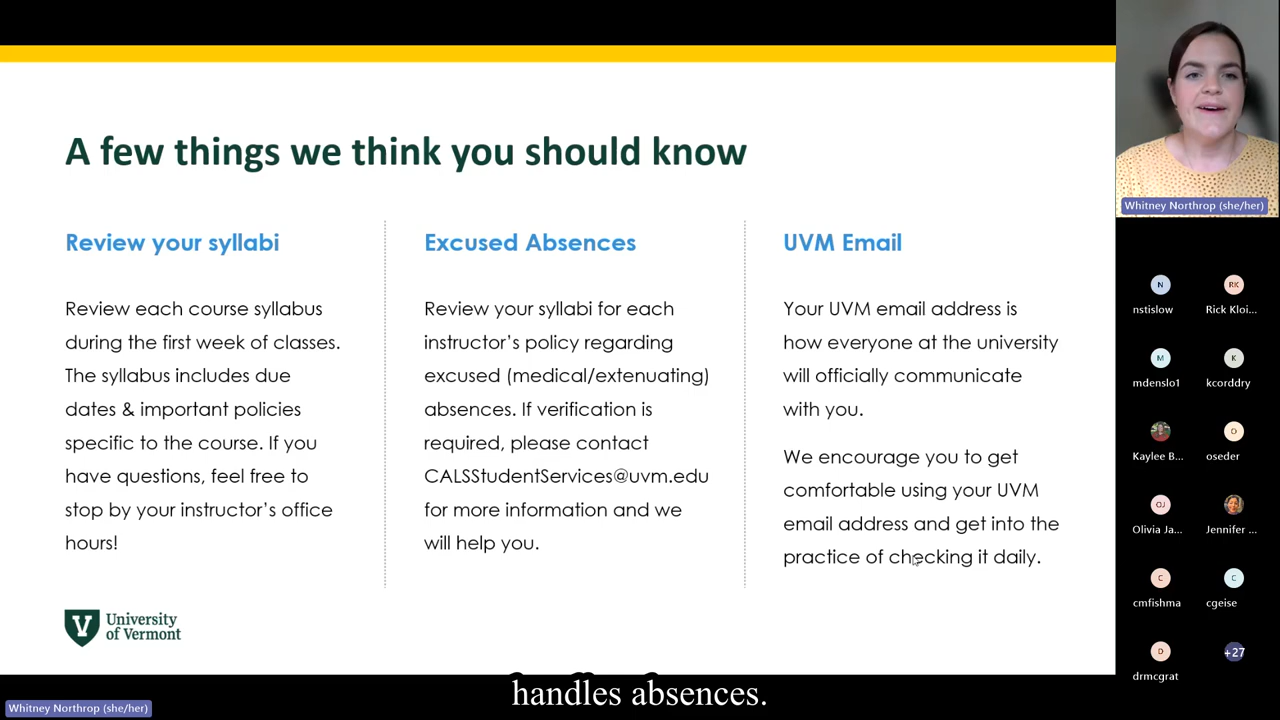 A few things we think you should know
Review your syllabi
Review each course syllabus
during the first week of classes.
The syllabus includes due
dates & important policies
specific to the course. If you
have questions, feel free to
stop by your instructor's office
hours!
Excused Absences
Review your syllabi for each
instructor's policy regarding
excused (medical/extenuating)
absences. If verification is
required, please contact
CALSStudentServices@uvm.edu
for more information and we
will help you.
UVM Email
Your UVM email address is
how everyone at the university
will officially communicate
with you.
We encourage you to get
comfortable using your UVM
email address and get into the
practice of checking it daily.
V University
of Vermont
Whitney Northrop (she/her)
N
nstislow
RK
Rick Kloi...
M
mdenslo1
K
kcorddry
Kaylee B...
O
oseder
OJ
Olivia Ja...
Jennifer ...
C
cmfishma
C
cgeise
D
drmcgrat
+27
handles absences.
Whitney Northrop (she/her)